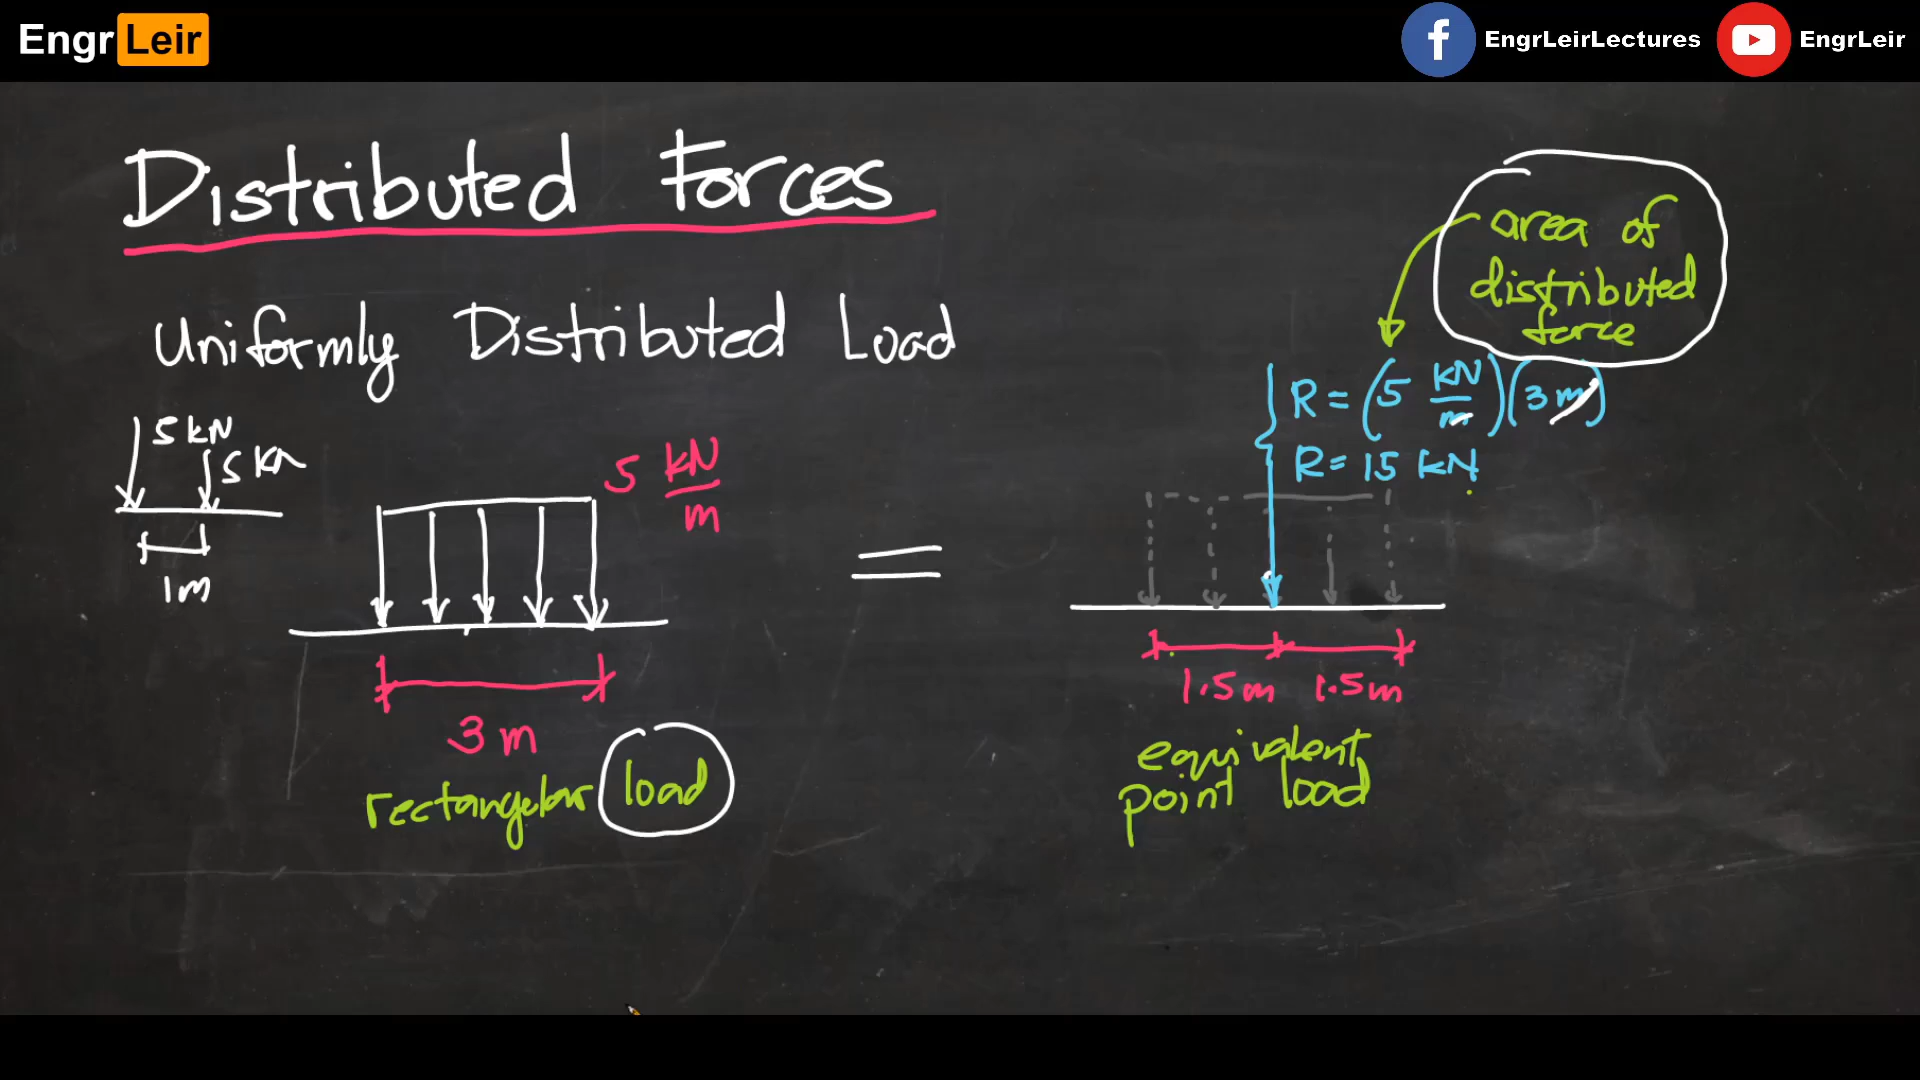 EngrLeir
EngrLeirLectures
EngrLeir
Distributed Forces
Uniformly Distributed Load
area of
distributed
force
5 kN
5 kN
1m
5 kN/m
3 m
rectangular load
=
R = (5 kN/m)(3 m)
R = 15 kN
1.5m 1.5m
equivalent
point load